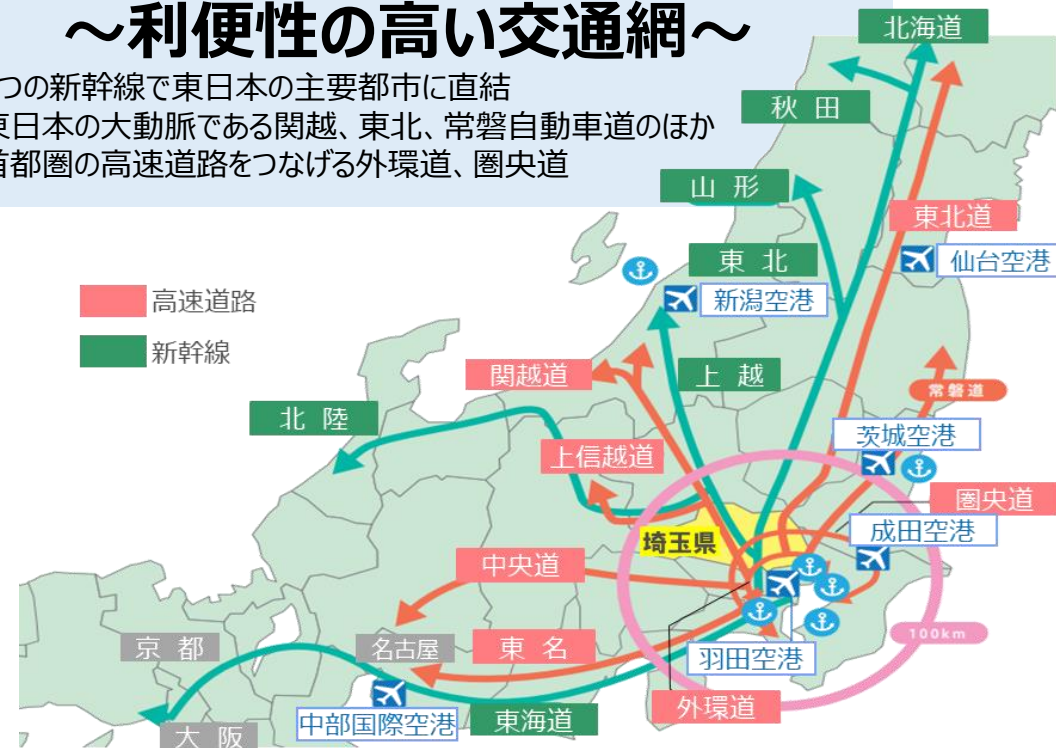 ～利便性の高い交通網～
つの新幹線で東日本の主要都市に直結
東日本の大動脈である関越、東北、常磐自動車道のほか
首都圏の高速道路をつなげる外環道、圏央道
北海道
秋田
山形
東北道
東北
仙台空港
新潟空港
高速道路
新幹線
関越道
上越
常磐道
北陸
茨城空港
上信越道
圏央道
成田空港
埼玉県
中央道
100km
京都
名古屋
東名
羽田空港
外環道
中部国際空港
東海道
大阪